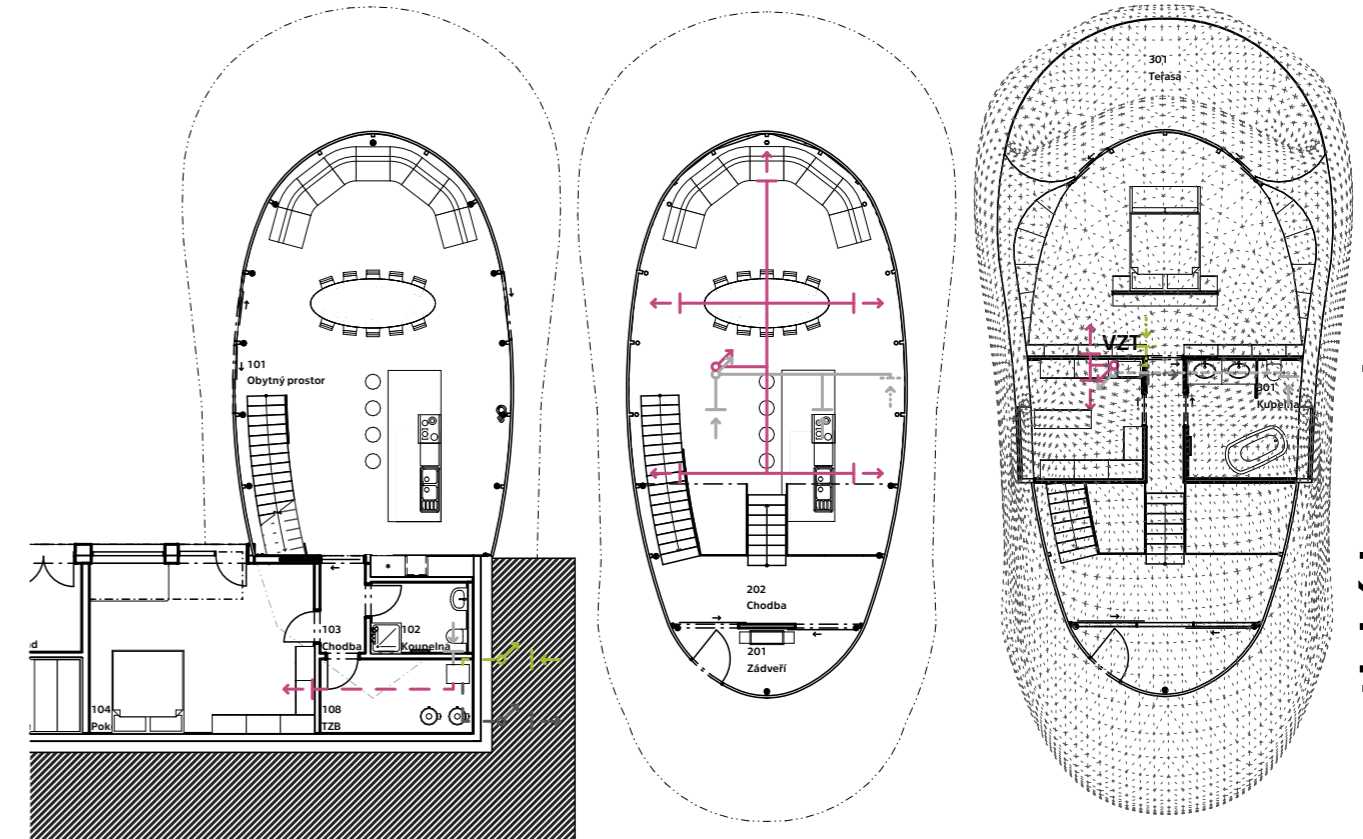 101
Obytný prostor
103
Chodba
102
Koupelna
104
Pok
108
TZB
202
Chodba
201
Zádveří
301
Terasa
VZT
301
Kupelna